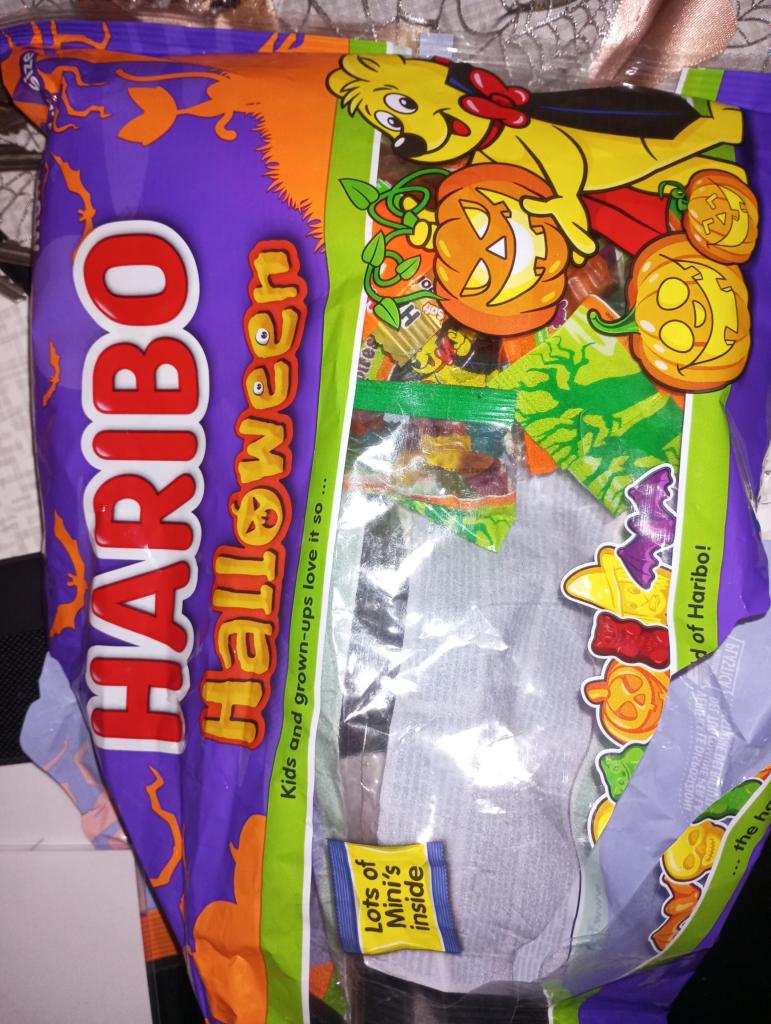 HARIBO
Halloween
Kids and grown-ups love it so ...
Lots of
Mini's
inside
... the ha
d of Haribo!